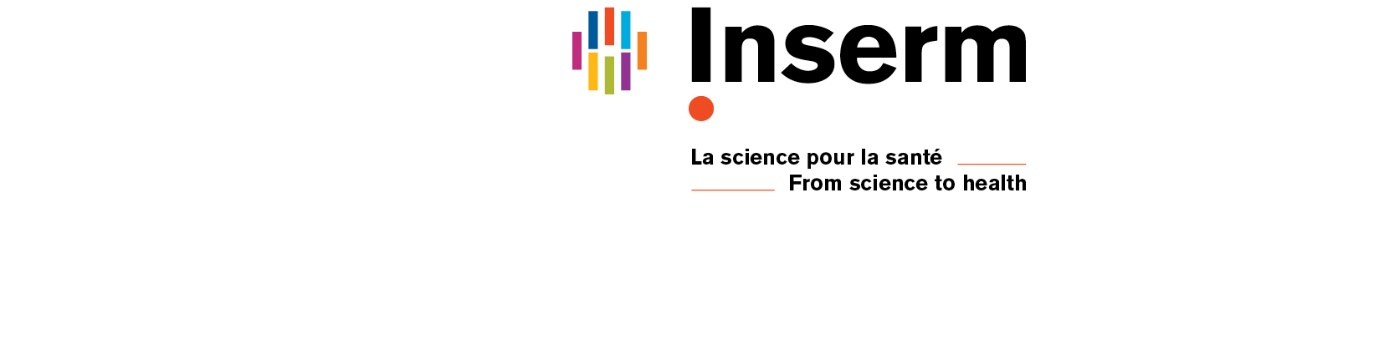 Inserm
La science pour la santé
From science to health